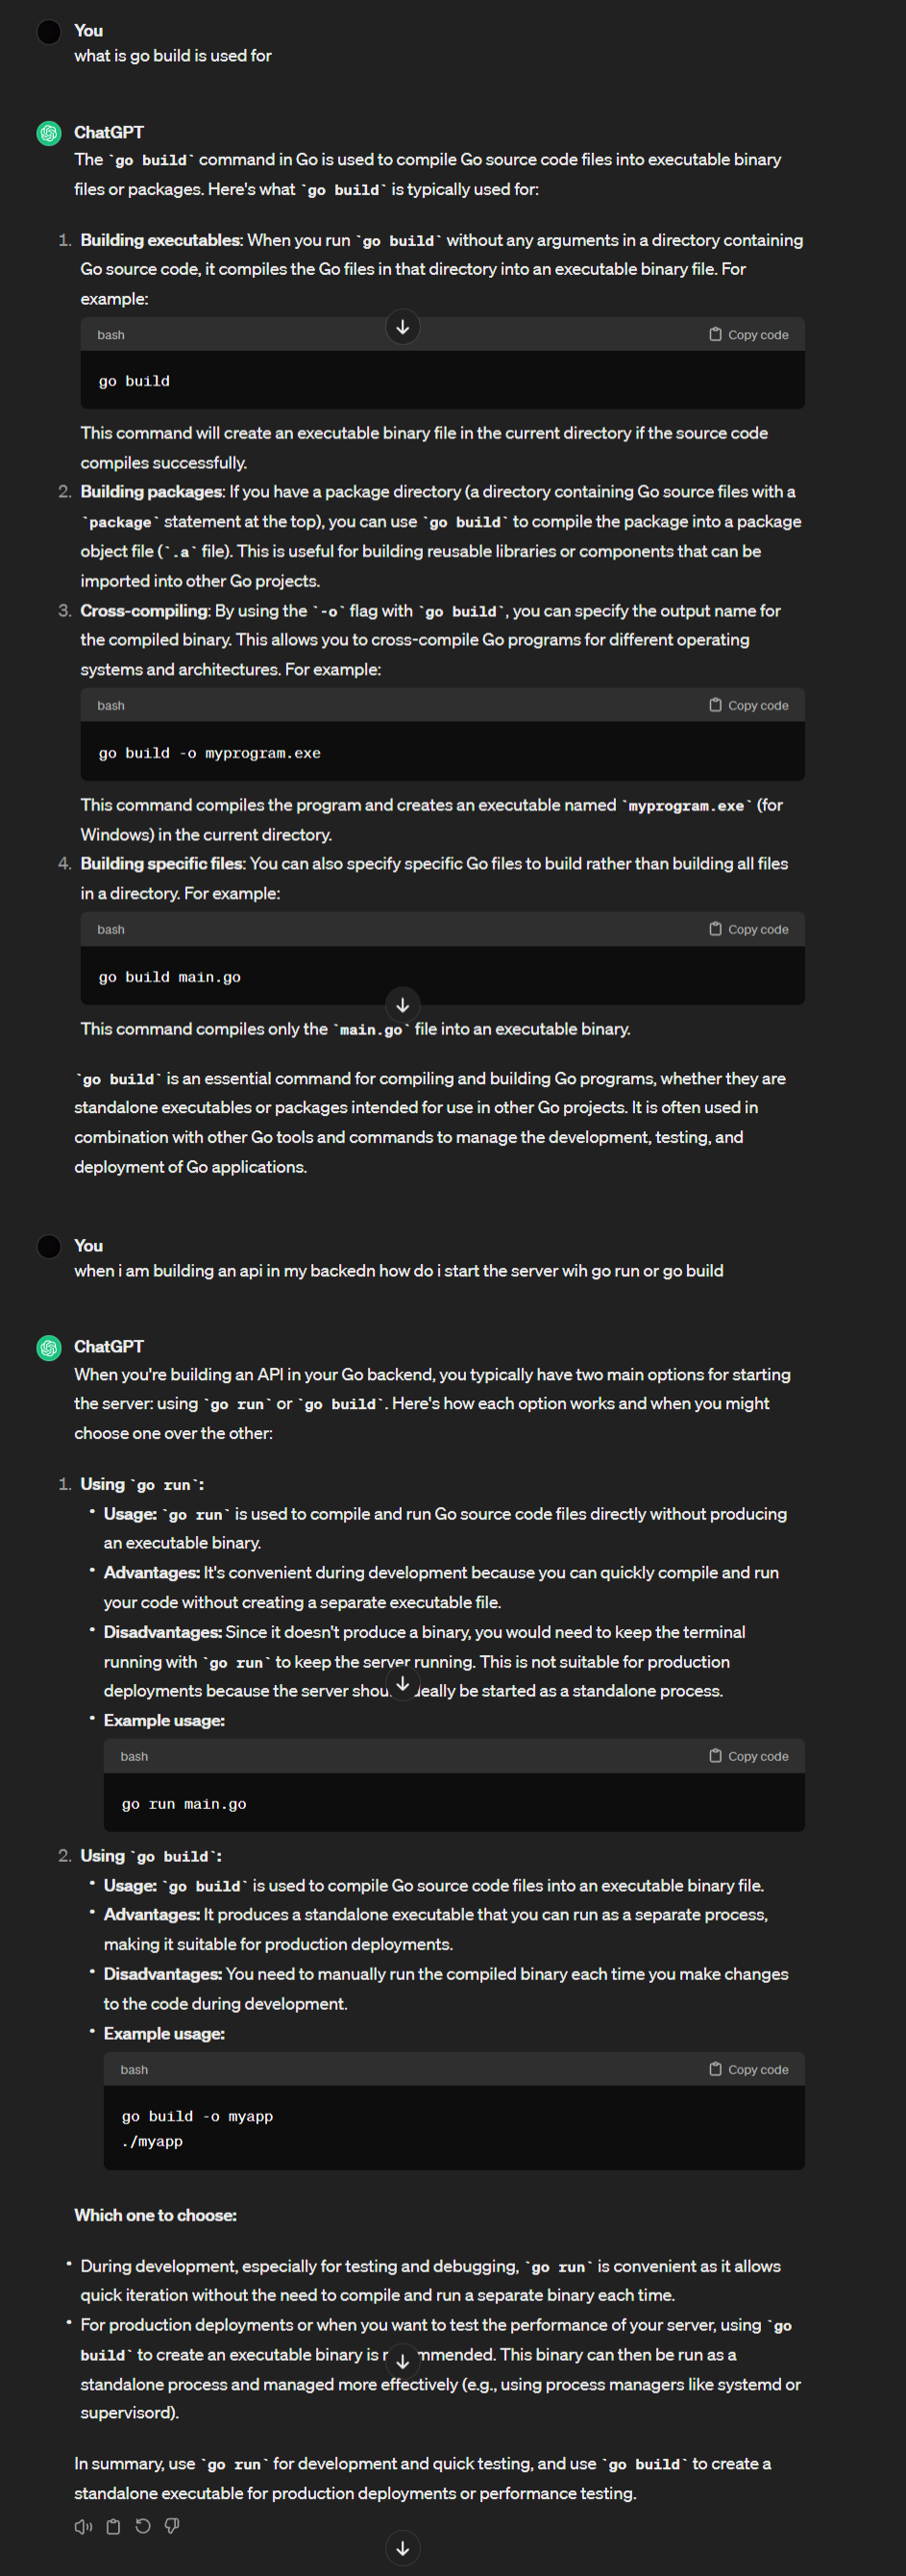 You
what is go build is used for
ChatGPT
The `go build` command in Go is used to compile Go source code files into executable binary
files or packages. Here's what `go build` is typically used for:
1. Building executables: When you run `go build` without any arguments in a directory containing
Go source code, it compiles the Go files in that directory into an executable binary file. For
example:
bash Copy code
go build
This command will create an executable binary file in the current directory if the source code
compiles successfully.
2. Building packages: If you have a package directory (a directory containing Go source files with a
`package` statement at the top), you can use `go build` to compile the package into a package
object file (`.a` file). This is useful for building reusable libraries or components that can be
imported into other Go projects.
3. Cross-compiling: By using the `-o` flag with `go build`, you can specify the output name for
the compiled binary. This allows you to cross-compile Go programs for different operating
systems and architectures. For example:
bash Copy code
go build -o myprogram.exe
This command compiles the program and creates an executable named `myprogram.exe` (for
Windows) in the current directory.
4. Building specific files: You can also specify specific Go files to build rather than building all files
in a directory. For example:
bash Copy code
go build main.go
This command compiles only the `main.go` file into an executable binary.
`go build` is an essential command for compiling and building Go programs, whether they are
standalone executables or packages intended for use in other Go projects. It is often used in
combination with other Go tools and commands to manage the development, testing, and
deployment of Go applications.
You
when i am building an api in my backedn how do i start the server wih go run or go build
ChatGPT
When you're building an API in your Go backend, you typically have two main options for starting
the server: using `go run` or `go build`. Here's how each option works and when you might
choose one over the other:
1. Using `go run`:
• Usage: `go run` is used to compile and run Go source code files directly without producing
an executable binary.
• Advantages: It's convenient during development because you can quickly compile and run
your code without creating a separate executable file.
• Disadvantages: Since it doesn't produce a binary, you would need to keep the terminal
running with `go run` to keep the server running. This is not suitable for production
deployments because the server be started as a standalone process.
• Example usage:
bash Copy code
go run main.go
2. Using `go build`:
• Usage: `go build` is used to compile Go source code files into an executable binary file.
• Advantages: It produces a standalone executable that you can run as a separate process,
making it suitable for production deployments.
• Disadvantages: You need to manually run the compiled binary each time you make changes
to the code during development.
• Example usage:
bash Copy code
go build -o myapp
./myapp
Which one to choose:
• During development, especially for testing and debugging, `go run` is convenient as it allows
quick iteration without the need to compile and run a separate binary each time.
• For production deployments or when you want to test the performance of your server, using `go
build` to create an executable binary is This binary can then be run as a
standalone process and managed more effectively (e.g., using process managers like systemd or
supervisord).
In summary, use `go run` for development and quick testing, and use `go build` to create a
standalone executable for production deployments or performance testing.